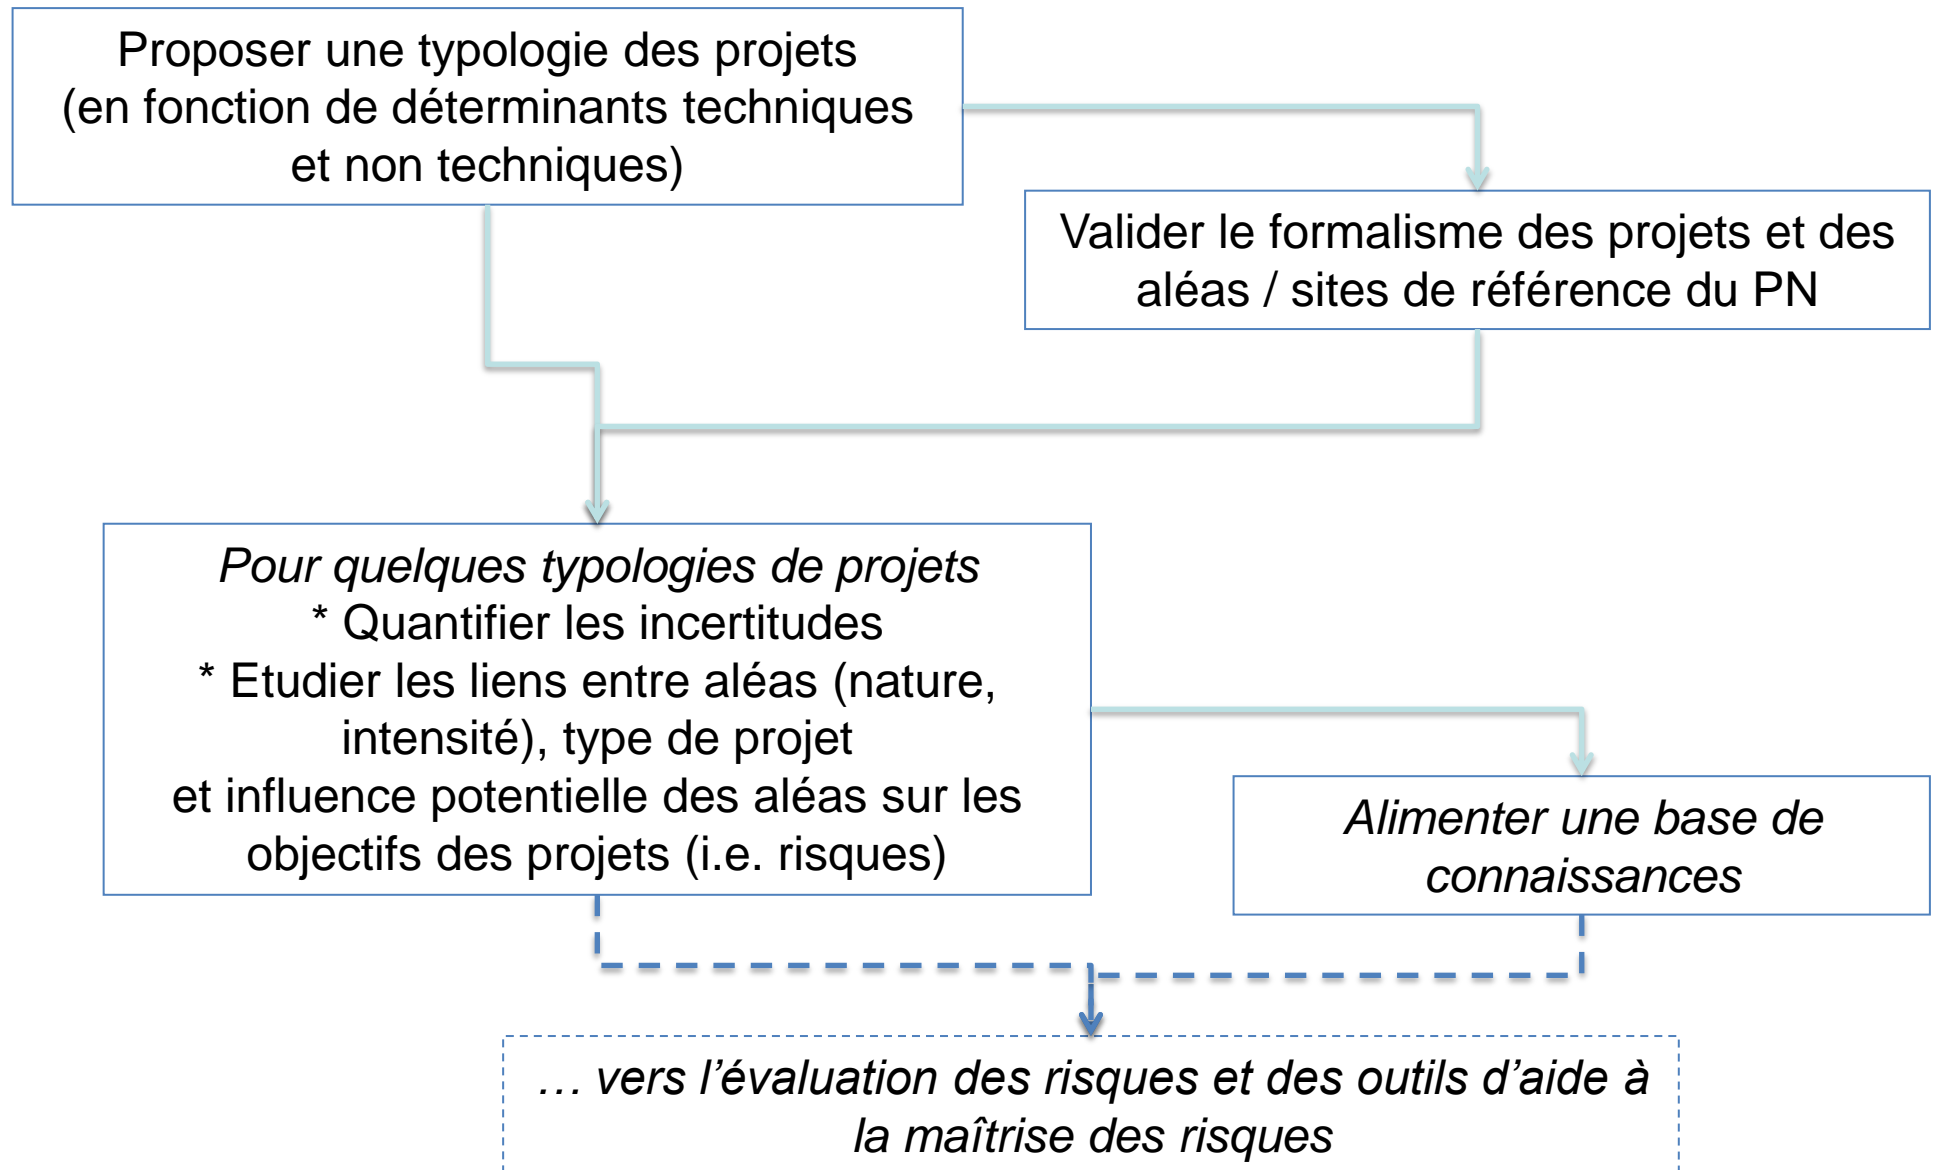 Proposer une typologie des projets
(en fonction de déterminants techniques
et non techniques)
Valider le formalisme des projets et des
aléas / sites de référence du PN
Pour quelques typologies de projets
* Quantifier les incertitudes
* Etudier les liens entre aléas (nature,
intensité), type de projet
et influence potentielle des aléas sur les
objectifs des projets (i.e. risques)
Alimenter une base de
connaissances
… vers l’évaluation des risques et des outils d’aide à
la maîtrise des risques